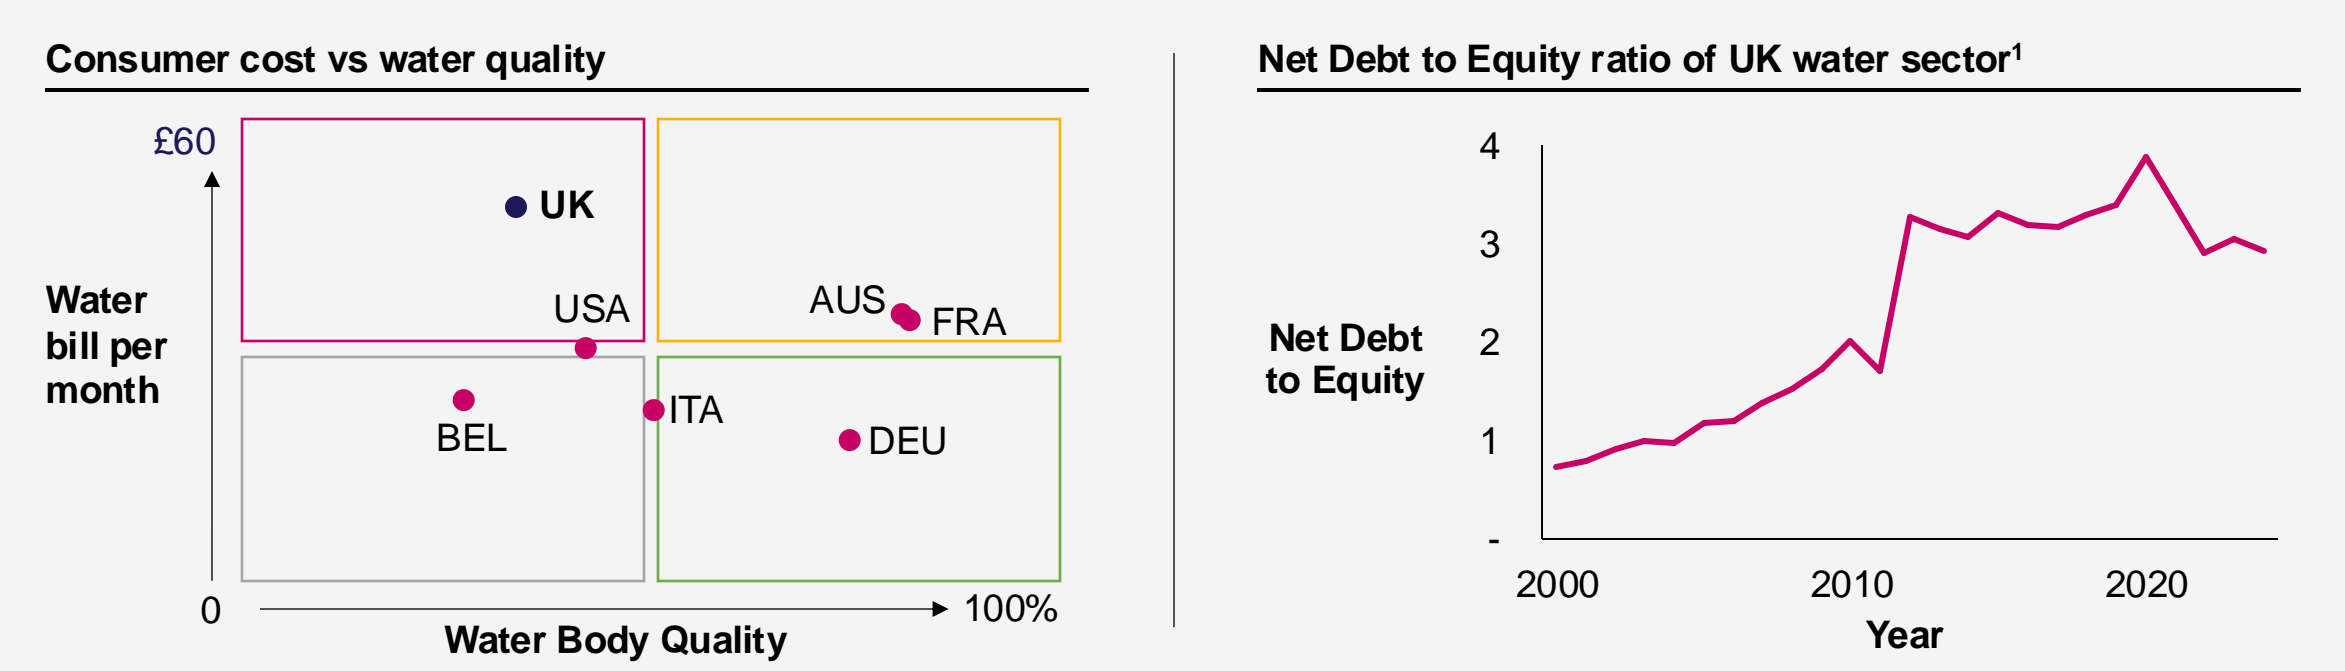 Consumer cost vs water quality
£60
UK
USA
AUS
FRA
Water
bill per
month
BEL
ITA
DEU
0
100%
Water Body Quality
Net Debt to Equity ratio of UK water sector¹
4
3
2
1
-
Net Debt
to Equity
2000
2010
2020
Year